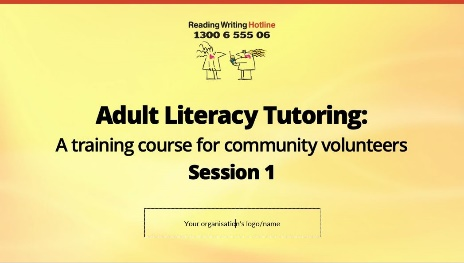 Reading Writing Hotline
1300 6 555 06
Adult Literacy Tutoring:
A training course for community volunteers
Session 1
Your organisation's logo/name